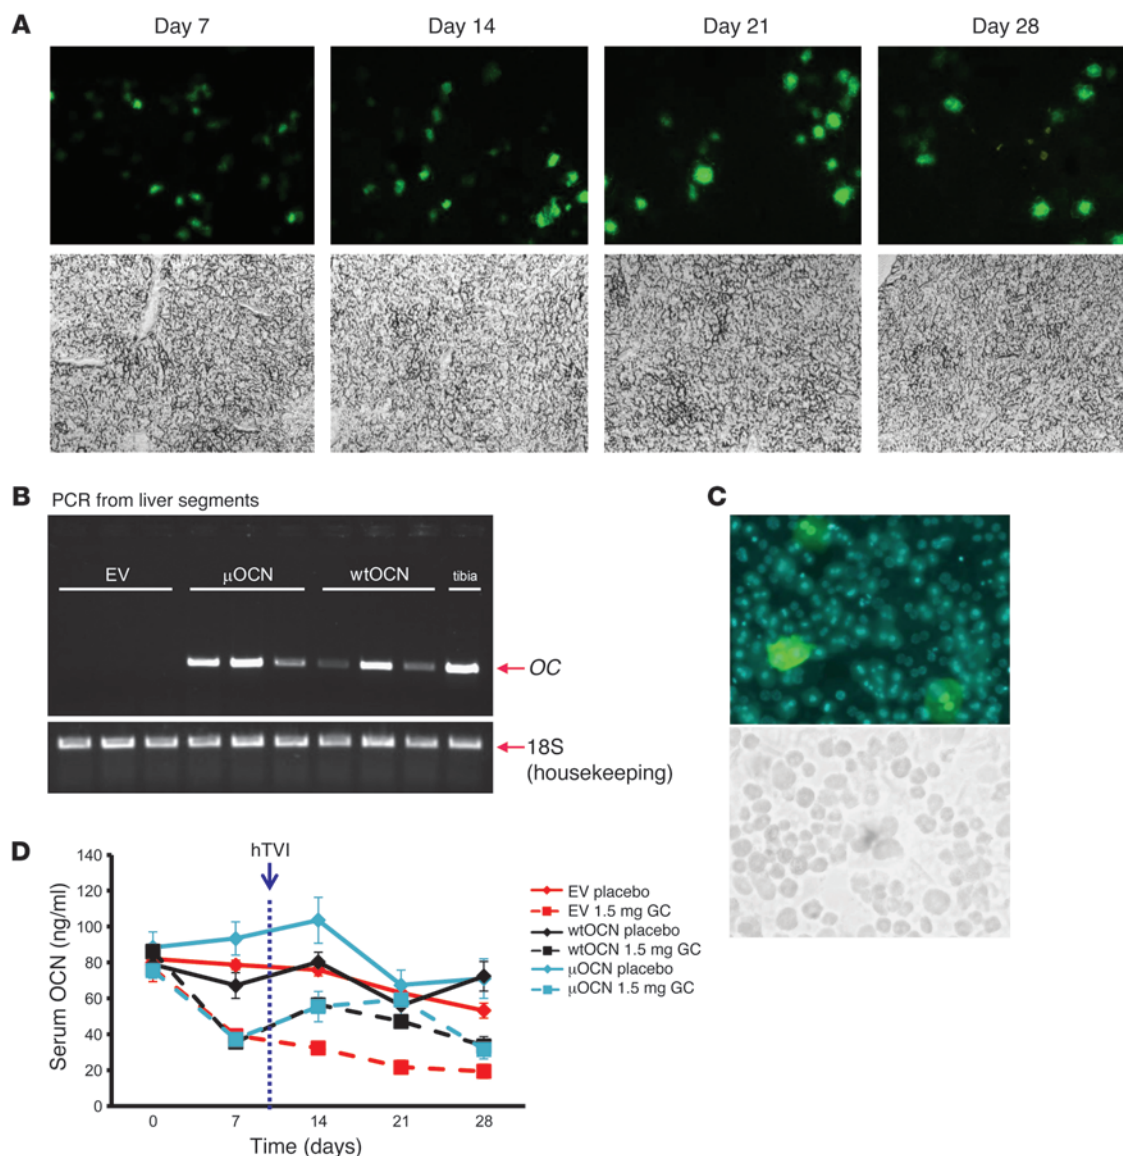 A
Day 7
Day 14
Day 21
Day 28
B
PCR from liver segments
EV
μOCN
wtOCN
tibia
OC
18S
(housekeeping)
C
D
hTVI
Serum OCN (ng/ml)
140
120
100
80
60
40
20
0
0
7
14
21
28
Time (days)
EV placebo
EV 1.5 mg GC
wtOCN placebo
wtOCN 1.5 mg GC
μOCN placebo
μOCN 1.5 mg GC